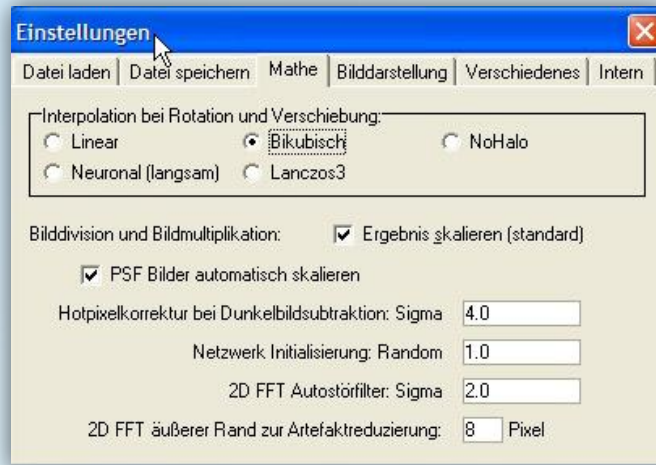 Einstellungen
Datei laden Datei speichern Mathe Bilddarstellung Verschiedenes Intern
Interpolation bei Rotation und Verschiebung:
Linear Bikubisch NoHalo
Neuronal (langsam) Lanczos3
Bilddivision und Bildmultiplikation: Ergebnis skalieren (standard)
PSF Bilder automatisch skalieren
Hotpixelkorrektur bei Dunkelbildsubtraktion: Sigma 4.0
Netzwerk Initialisierung: Random 1.0
2D FFT Autostörfilter: Sigma 2.0
2D FFT äußerer Rand zur Artefaktreduzierung: 8 Pixel